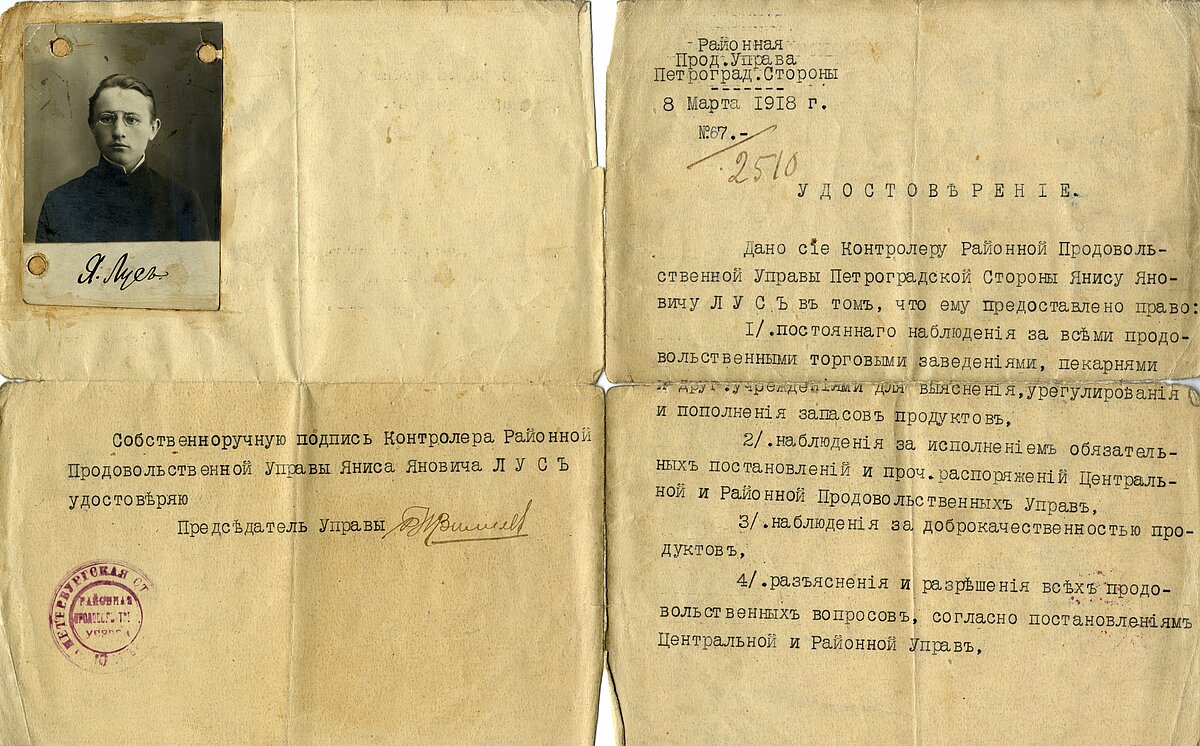 Я. Лусъ
Собственноручную подпись Контролера Районной
Продовольственной Управы Яниса Яновича Л У С Ъ
удостовѣряю
Предсѣдатель Управы
ПЕТЕРБУРГСКАЯ СТ
РАЙОННАЯ
УПРАВА
Районная
Прод.Управа
Петроград.Стороны
8 Марта 1918 г.
№67.-
2510
У Д О С Т О В Ѣ Р Е Н І Е.
Дано сіе Контролеру Районной Продоволь-
ственной Управы Петроградской Стороны Янису Яно-
вичу Л У С Ъ въ томъ, что ему предоставлено право:
1/.постояннаго наблюденія за всѣми продо-
вольственными торговыми заведеніями, пекарнями
и друг.учрежденіями для выясненія,урегулированія
и пополненія запасовъ продуктовъ,
2/.наблюденія за исполненіемъ обязатель-
ныхъ постановленій и проч.распоряженій Централь-
ной и Районной Продовольственныхъ Управъ,
3/.наблюденія за доброкачественностью про-
дуктовъ,
4/.разъясненія и разрѣшенія всѣхъ продо-
вольственныхъ вопросовъ, согласно постановленіямъ
Центральной и Районной Управъ,